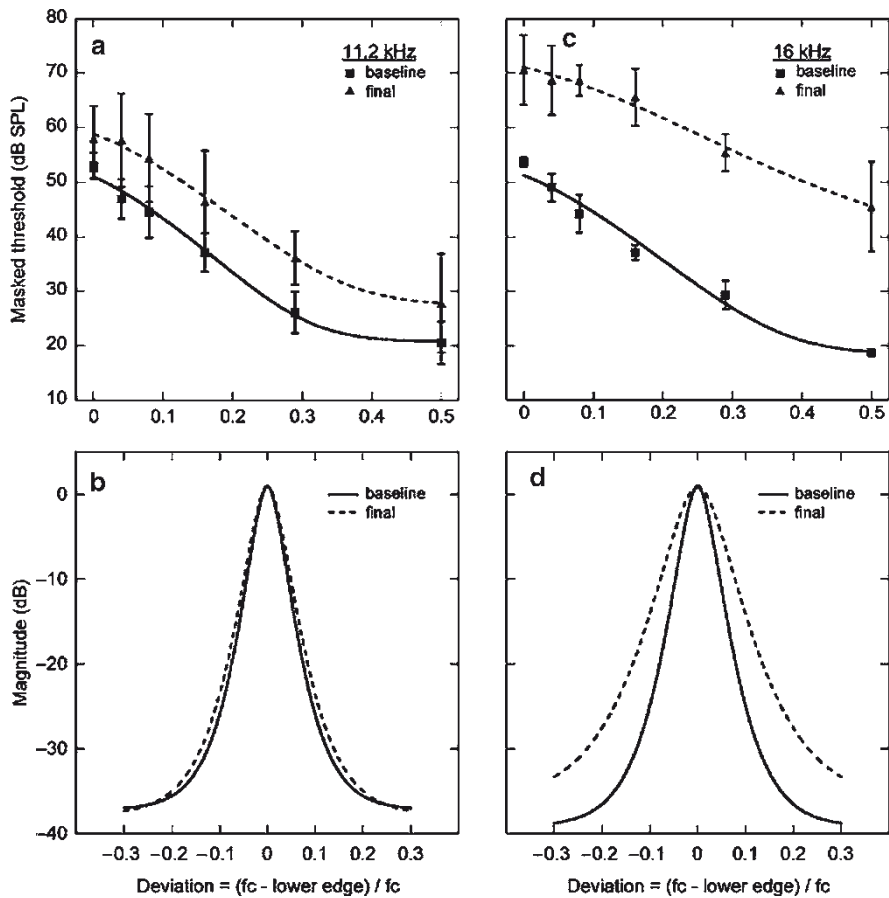 80
70
60
50
40
30
20
10
Masked threshold (dB SPL)
a
11.2 kHz
baseline
final
0 0.1 0.2 0.3 0.4 0.5
c
16 kHz
baseline
final
0 0.1 0.2 0.3 0.4 0.5
0
−10
−20
−30
−40
Magnitude (dB)
b
baseline
final
−0.3 −0.2 −0.1 0 0.1 0.2 0.3
Deviation = (fc - lower edge) / fc
d
baseline
final
−0.3 −0.2 −0.1 0 0.1 0.2 0.3
Deviation = (fc - lower edge) / fc